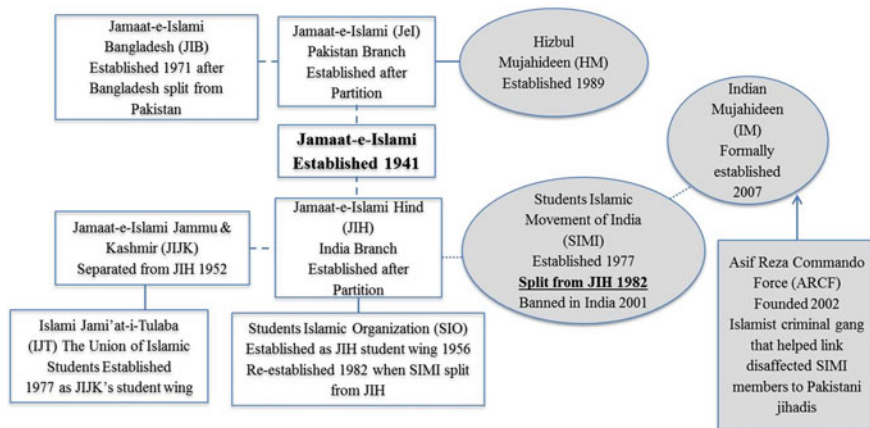 Jamaat-e-Islami
Bangladesh (JIB)
Established 1971 after
Bangladesh split from
Pakistan
Jamaat-e-Islami (JeI)
Pakistan Branch
Established after
Partition
Hizbul
Mujahideen (HM)
Established 1989
Indian
Mujahideen
(IM)
Formally
established
2007
Jamaat-e-Islami
Established 1941
Jamaat-e-Islami Jammu &
Kashmir (JIJK)
Separated from JIH 1952
Jamaat-e-Islami Hind
(JIH)
India Branch
Established after
Partition
Students Islamic
Movement of India
(SIMI)
Established 1977
Split from JIH 1982
Banned in India 2001
Asif Reza Commando
Force (ARCF)
Founded 2002
Islamist criminal gang
that helped link
disaffected SIMI
members to Pakistani
jihadis
Islami Jami’at-i-Tulaba
(IJT) The Union of Islamic
Students Established
1977 as JIJK’s student wing
Students Islamic Organization (SIO)
Established as JIH student wing 1956
Re-established 1982 when SIMI split
from JIH